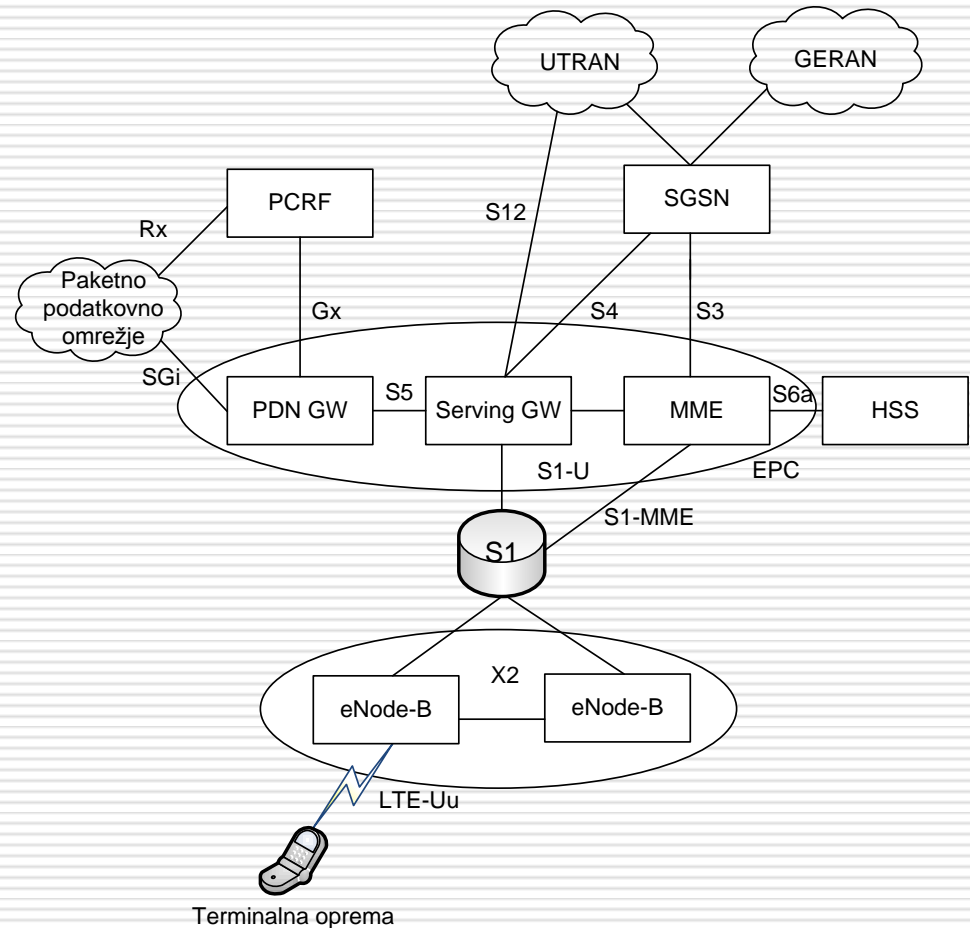 UTRAN
GERAN
PCRF
SGSN
S12
Rx
Paketno
podatkovno
omrežje
Gx
S4
S3
SGi
PDN GW
S5
Serving GW
MME
S6a
HSS
S1-U
EPC
S1-MME
S1
X2
eNode-B
eNode-B
LTE-Uu
Terminalna oprema